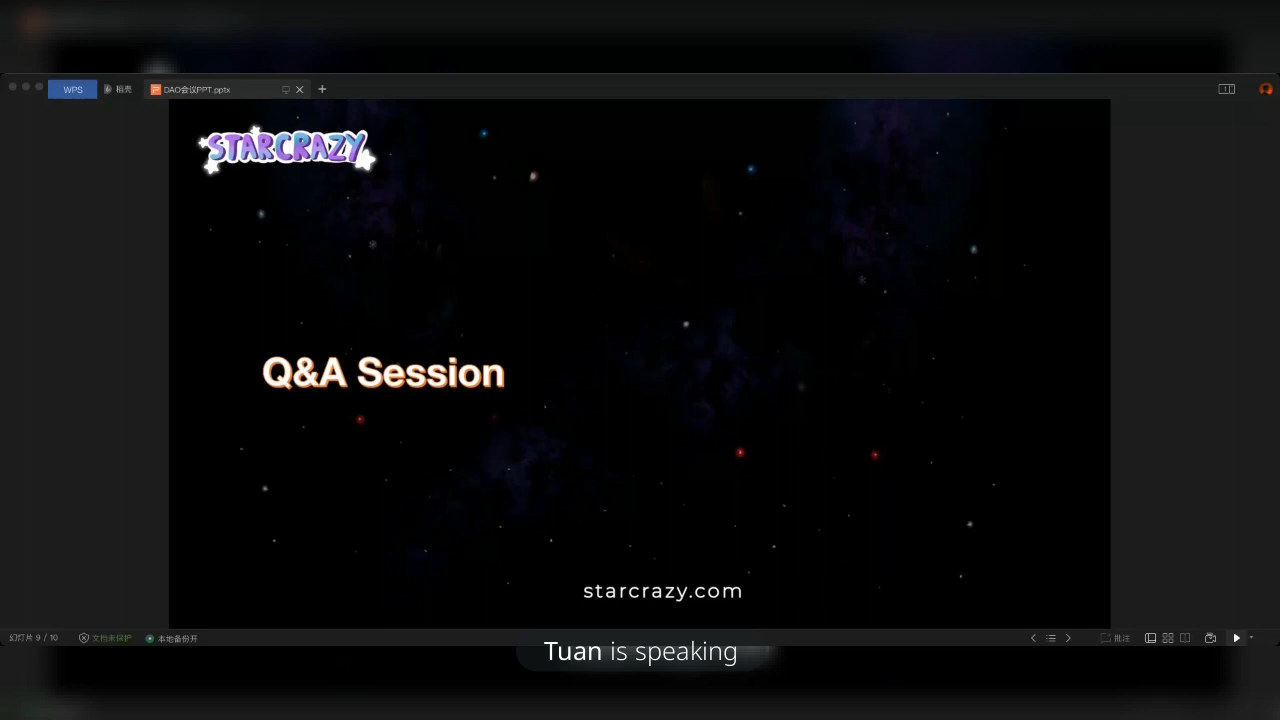 WPS
稻壳
DAO会议PPT.pptx
STARCRAZY
Q&A Session
starcrazy.com
幻灯片 9 / 10
文档未保护
本地备份开
批注
Tuan is speaking